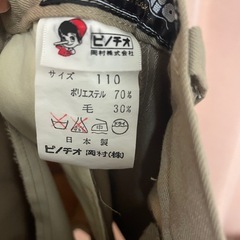 ピノチオ
岡村株式会社
サイズ 110
ポリエステル 70%
毛 30%
日本製
ピノチオ 岡村(株)